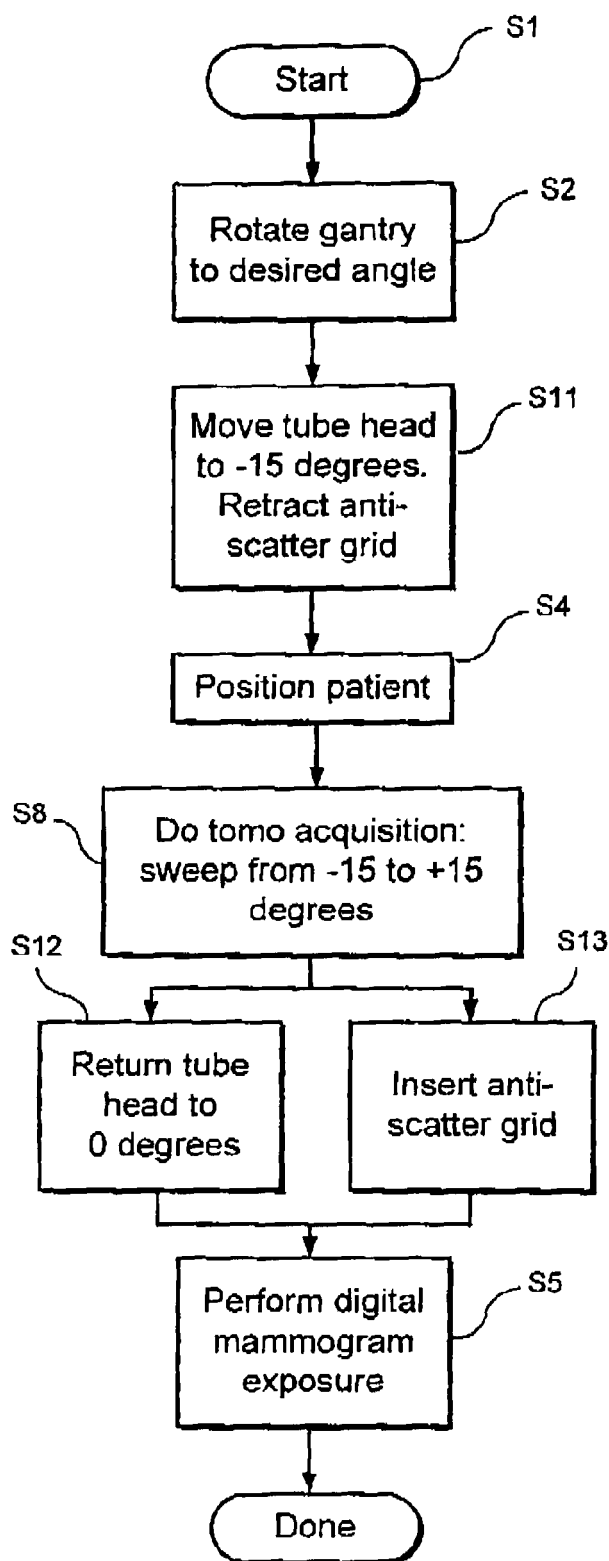 S1
Start
S2
Rotate gantry
to desired angle
S11
Move tube head
to -15 degrees.
Retract anti-
scatter grid
S4
Position patient
S8
Do tomo acquisition:
sweep from -15 to +15
degrees
S12
Return tube
head to
0 degrees
S13
Insert anti-
scatter grid
S5
Perform digital
mammogram
exposure
Done